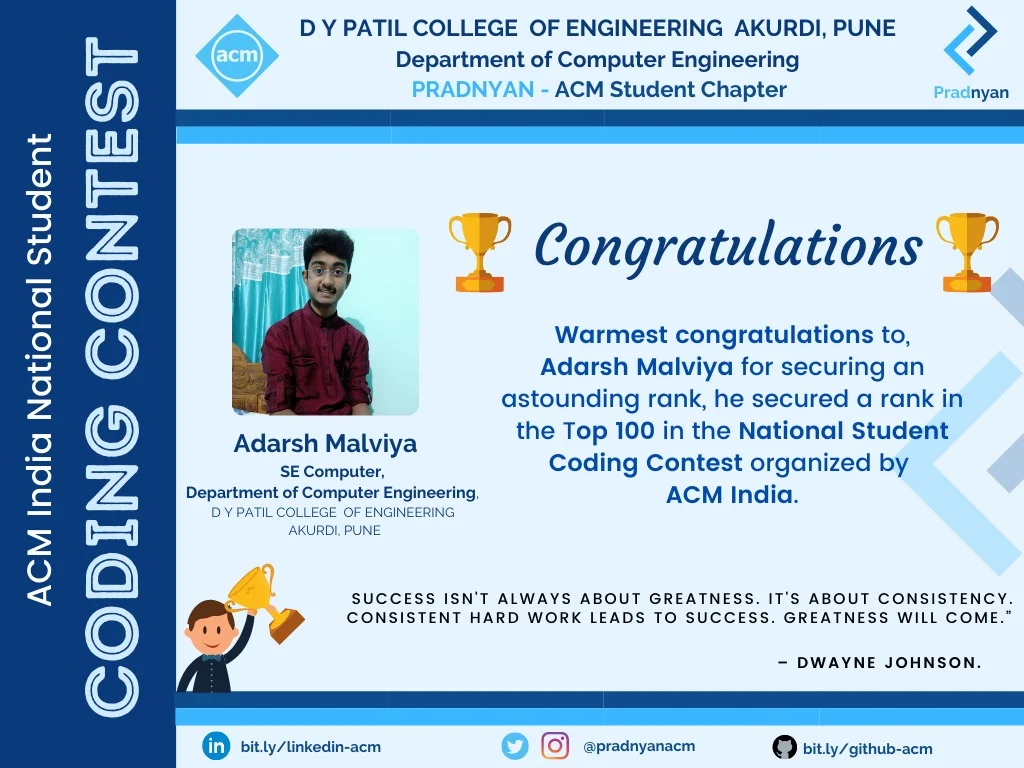 ACM India National Student
CODING CONTEST
acm
D Y PATIL COLLEGE OF ENGINEERING AKURDI, PUNE
Department of Computer Engineering
PRADNYAN - ACM Student Chapter
Pradnyan
Congratulations
Warmest congratulations to,
Adarsh Malviya for securing an
astounding rank, he secured a rank in
the Top 100 in the National Student
Coding Contest organized by
ACM India.
Adarsh Malviya
SE Computer,
Department of Computer Engineering,
D Y PATIL COLLEGE OF ENGINEERING
AKURDI, PUNE
SUCCESS ISN'T ALWAYS ABOUT GREATNESS. IT'S ABOUT CONSISTENCY.
CONSISTENT HARD WORK LEADS TO SUCCESS. GREATNESS WILL COME.”
– DWAYNE JOHNSON.
in bit.ly/linkedin-acm
@pradnyanacm
bit.ly/github-acm